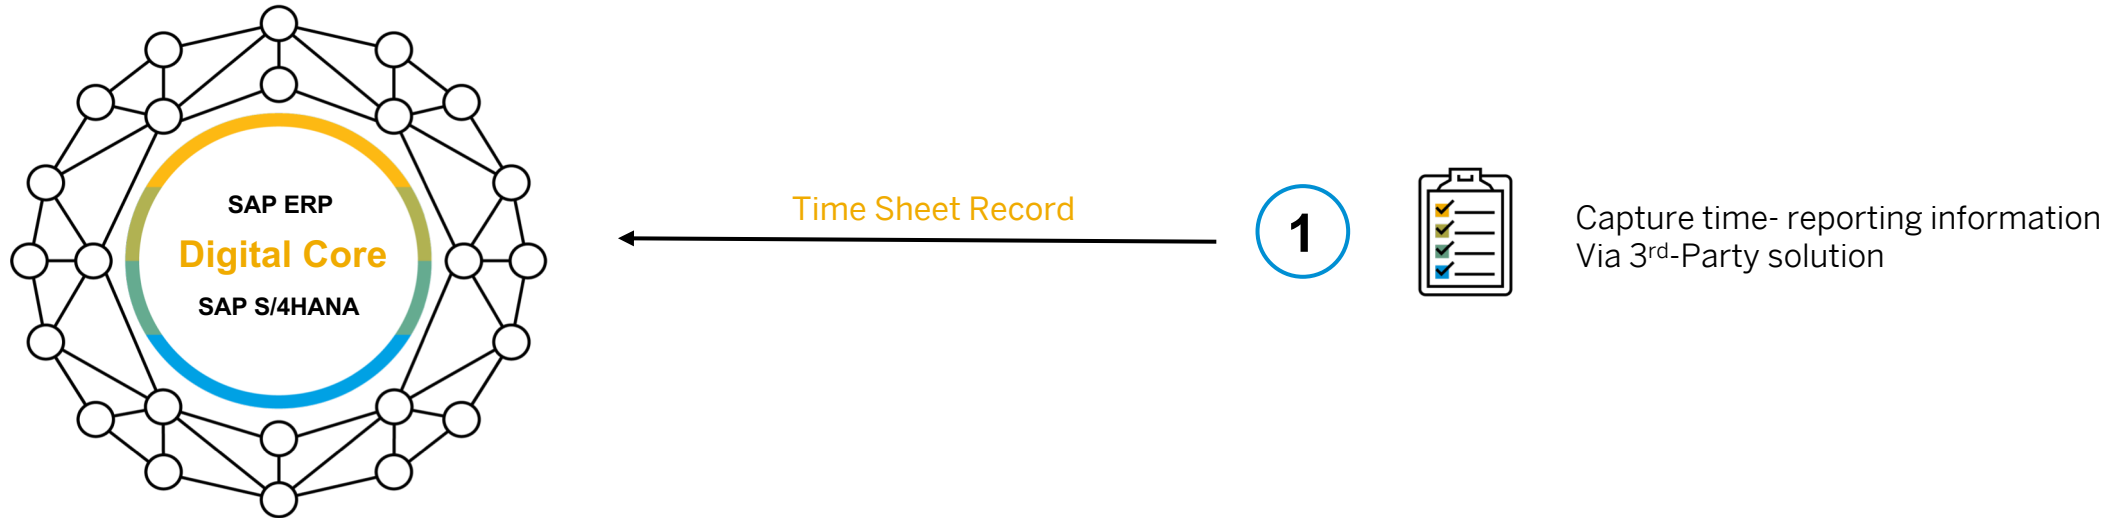 SAP ERP
Digital Core
SAP S/4HANA
Time Sheet Record
1
Capture time- reporting information
Via 3rd-Party solution